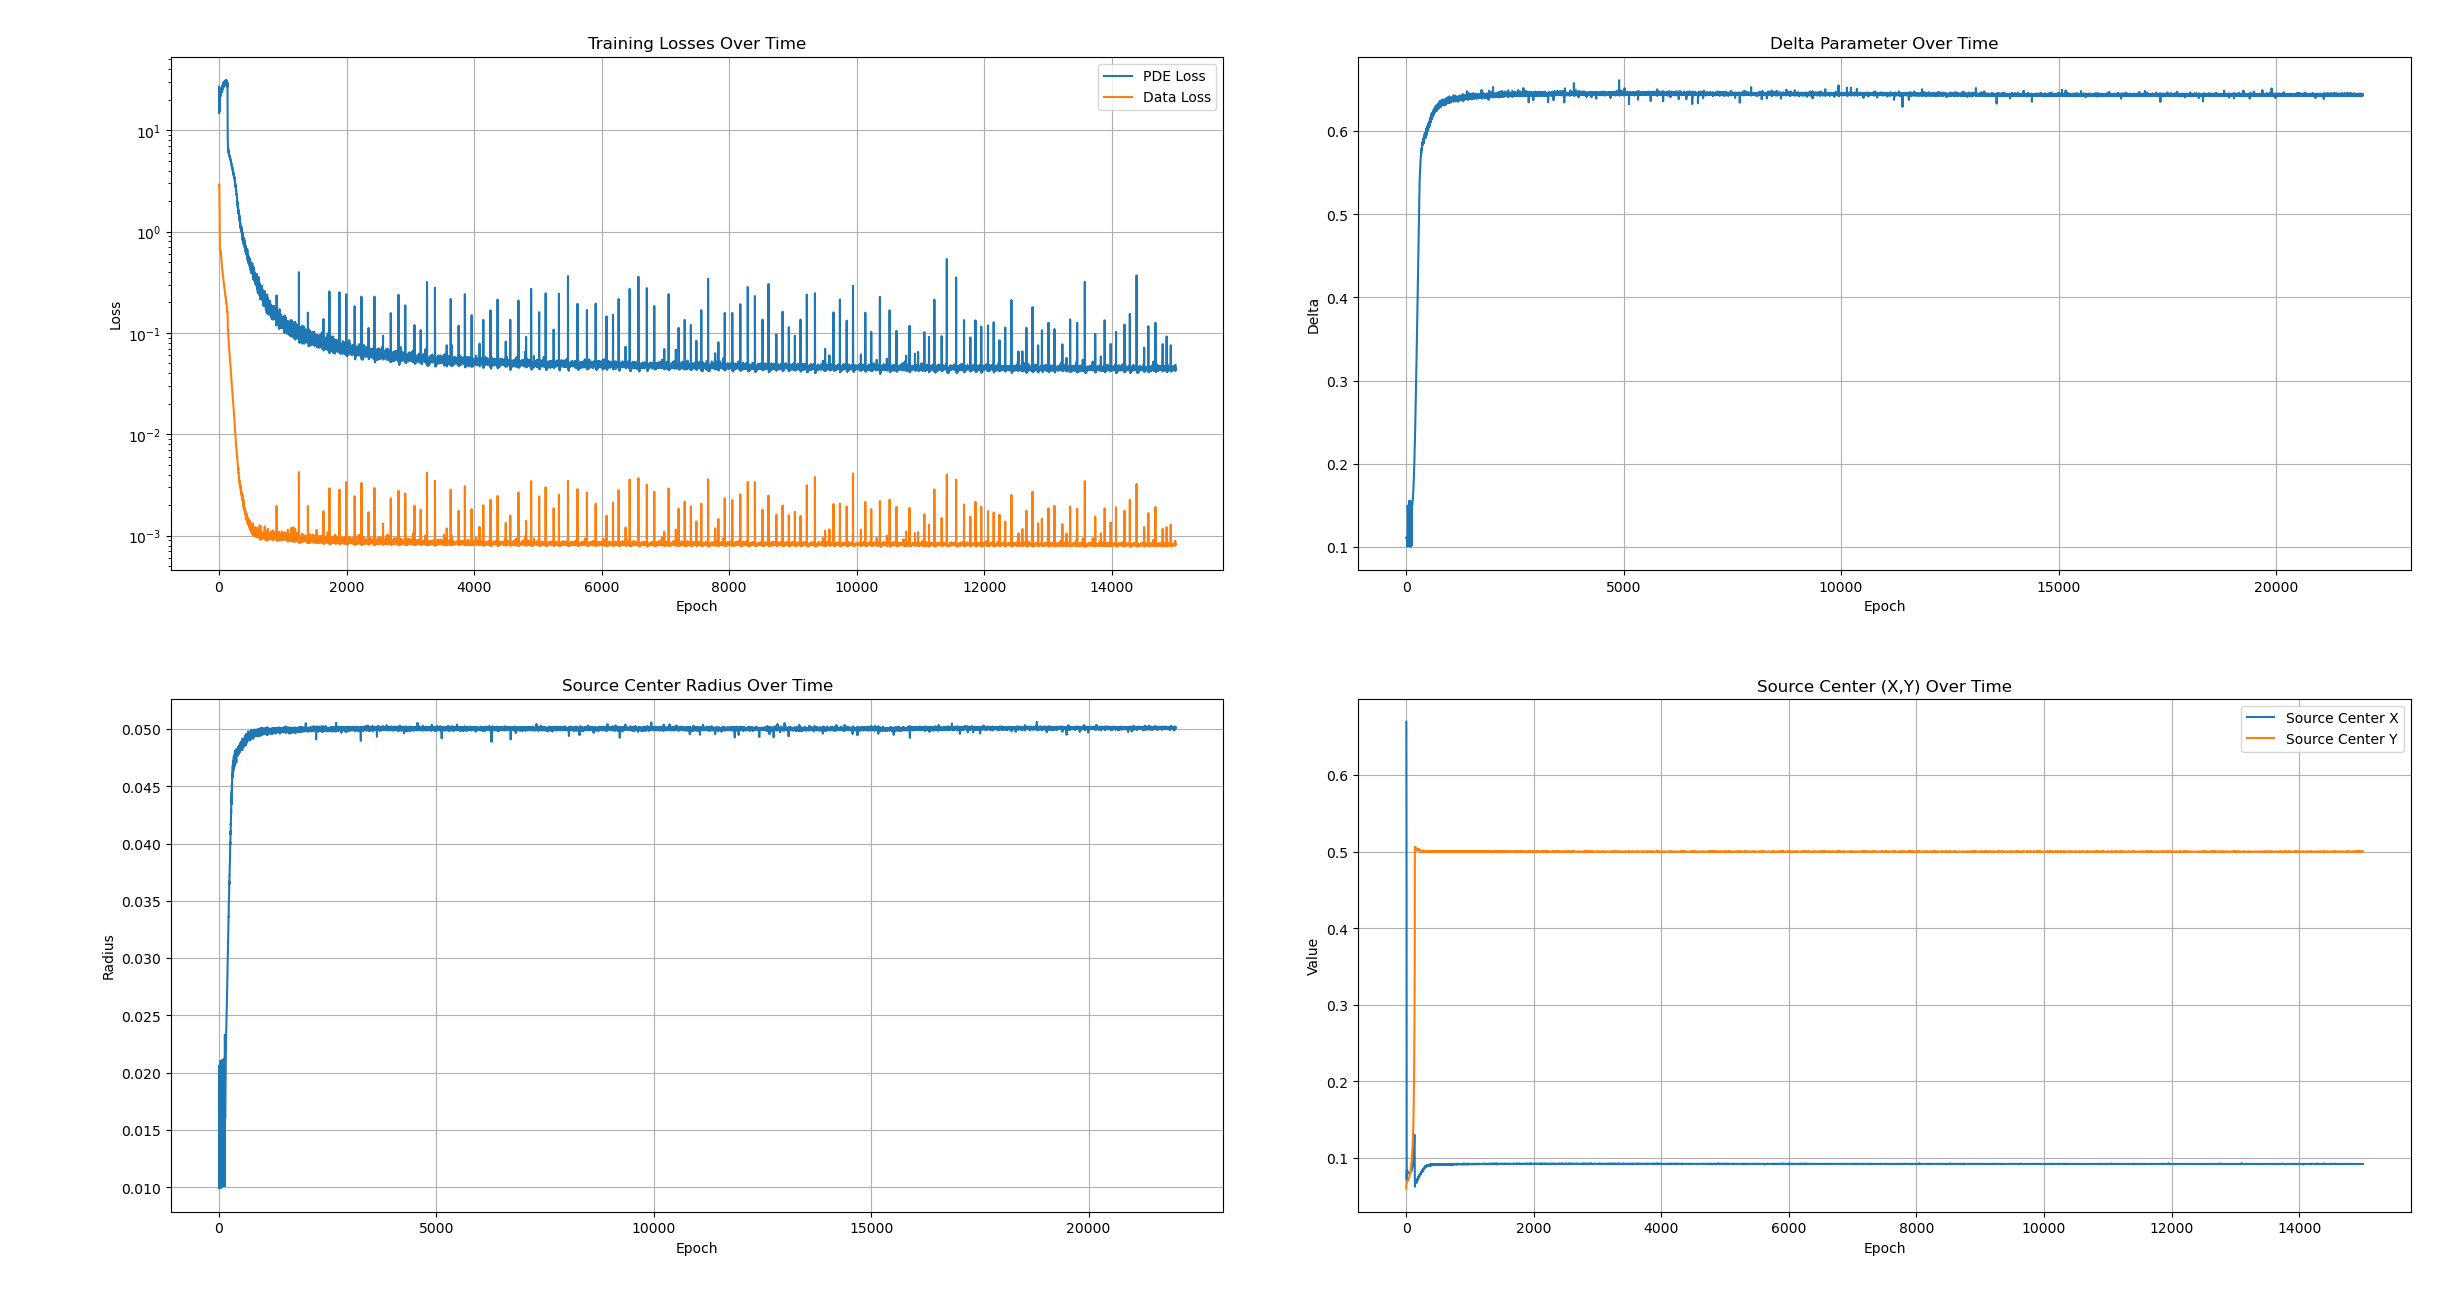 Training Losses Over Time
PDE Loss
Data Loss
10¹
10⁰
10⁻¹
10⁻²
10⁻³
Loss
0 2000 4000 6000 8000 10000 12000 14000
Epoch
Delta Parameter Over Time
0.6
0.5
0.4
0.3
0.2
0.1
Delta
0 5000 10000 15000 20000
Epoch
Source Center Radius Over Time
0.050
0.045
0.040
0.035
0.030
0.025
0.020
0.015
0.010
Radius
0 5000 10000 15000 20000
Epoch
Source Center (X,Y) Over Time
Source Center X
Source Center Y
0.6
0.5
0.4
0.3
0.2
0.1
Value
0 2000 4000 6000 8000 10000 12000 14000
Epoch